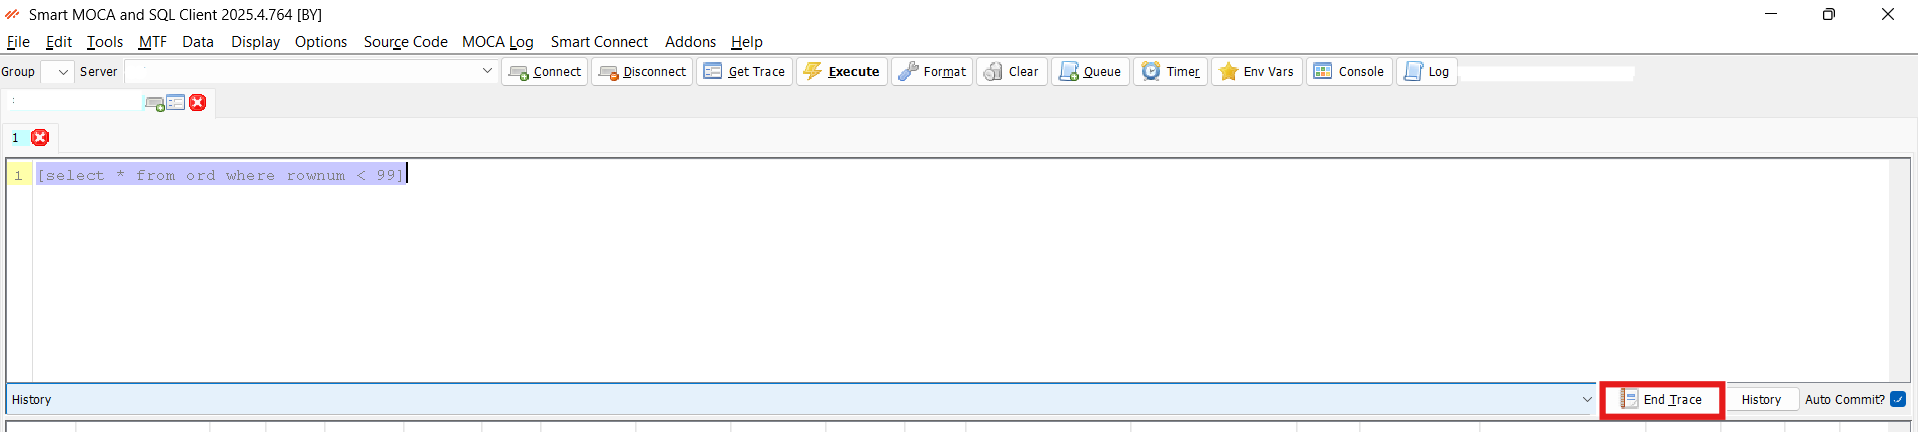 Smart MOCA and SQL Client 2025.4.764 [BY]
File Edit Tools MTF Data Display Options Source Code MOCA Log Smart Connect Addons Help
Group Server Connect Disconnect Get Trace Execute Format Clear Queue Timer Env Vars Console Log
1
1 [select * from ord where rownum < 99]
History End Trace History Auto Commit?